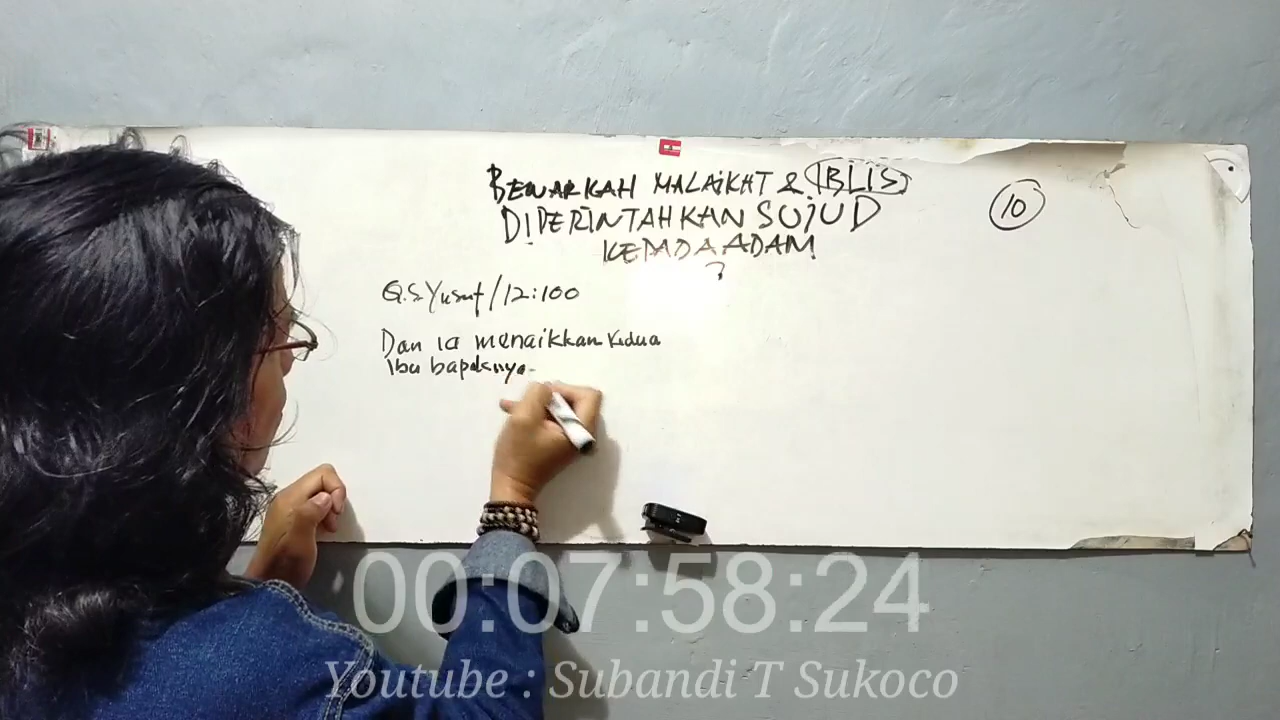 BENARKAH MALAIKAT & IBLIS
DIPERINTAHKAN SUJUD
KEPADA ADAM
?
10
Q.S Yusuf/12:100
Dan ia menaikkan kedua
ibu bapaknya
00:07:58:24
Youtube : Subandi T Sukoco